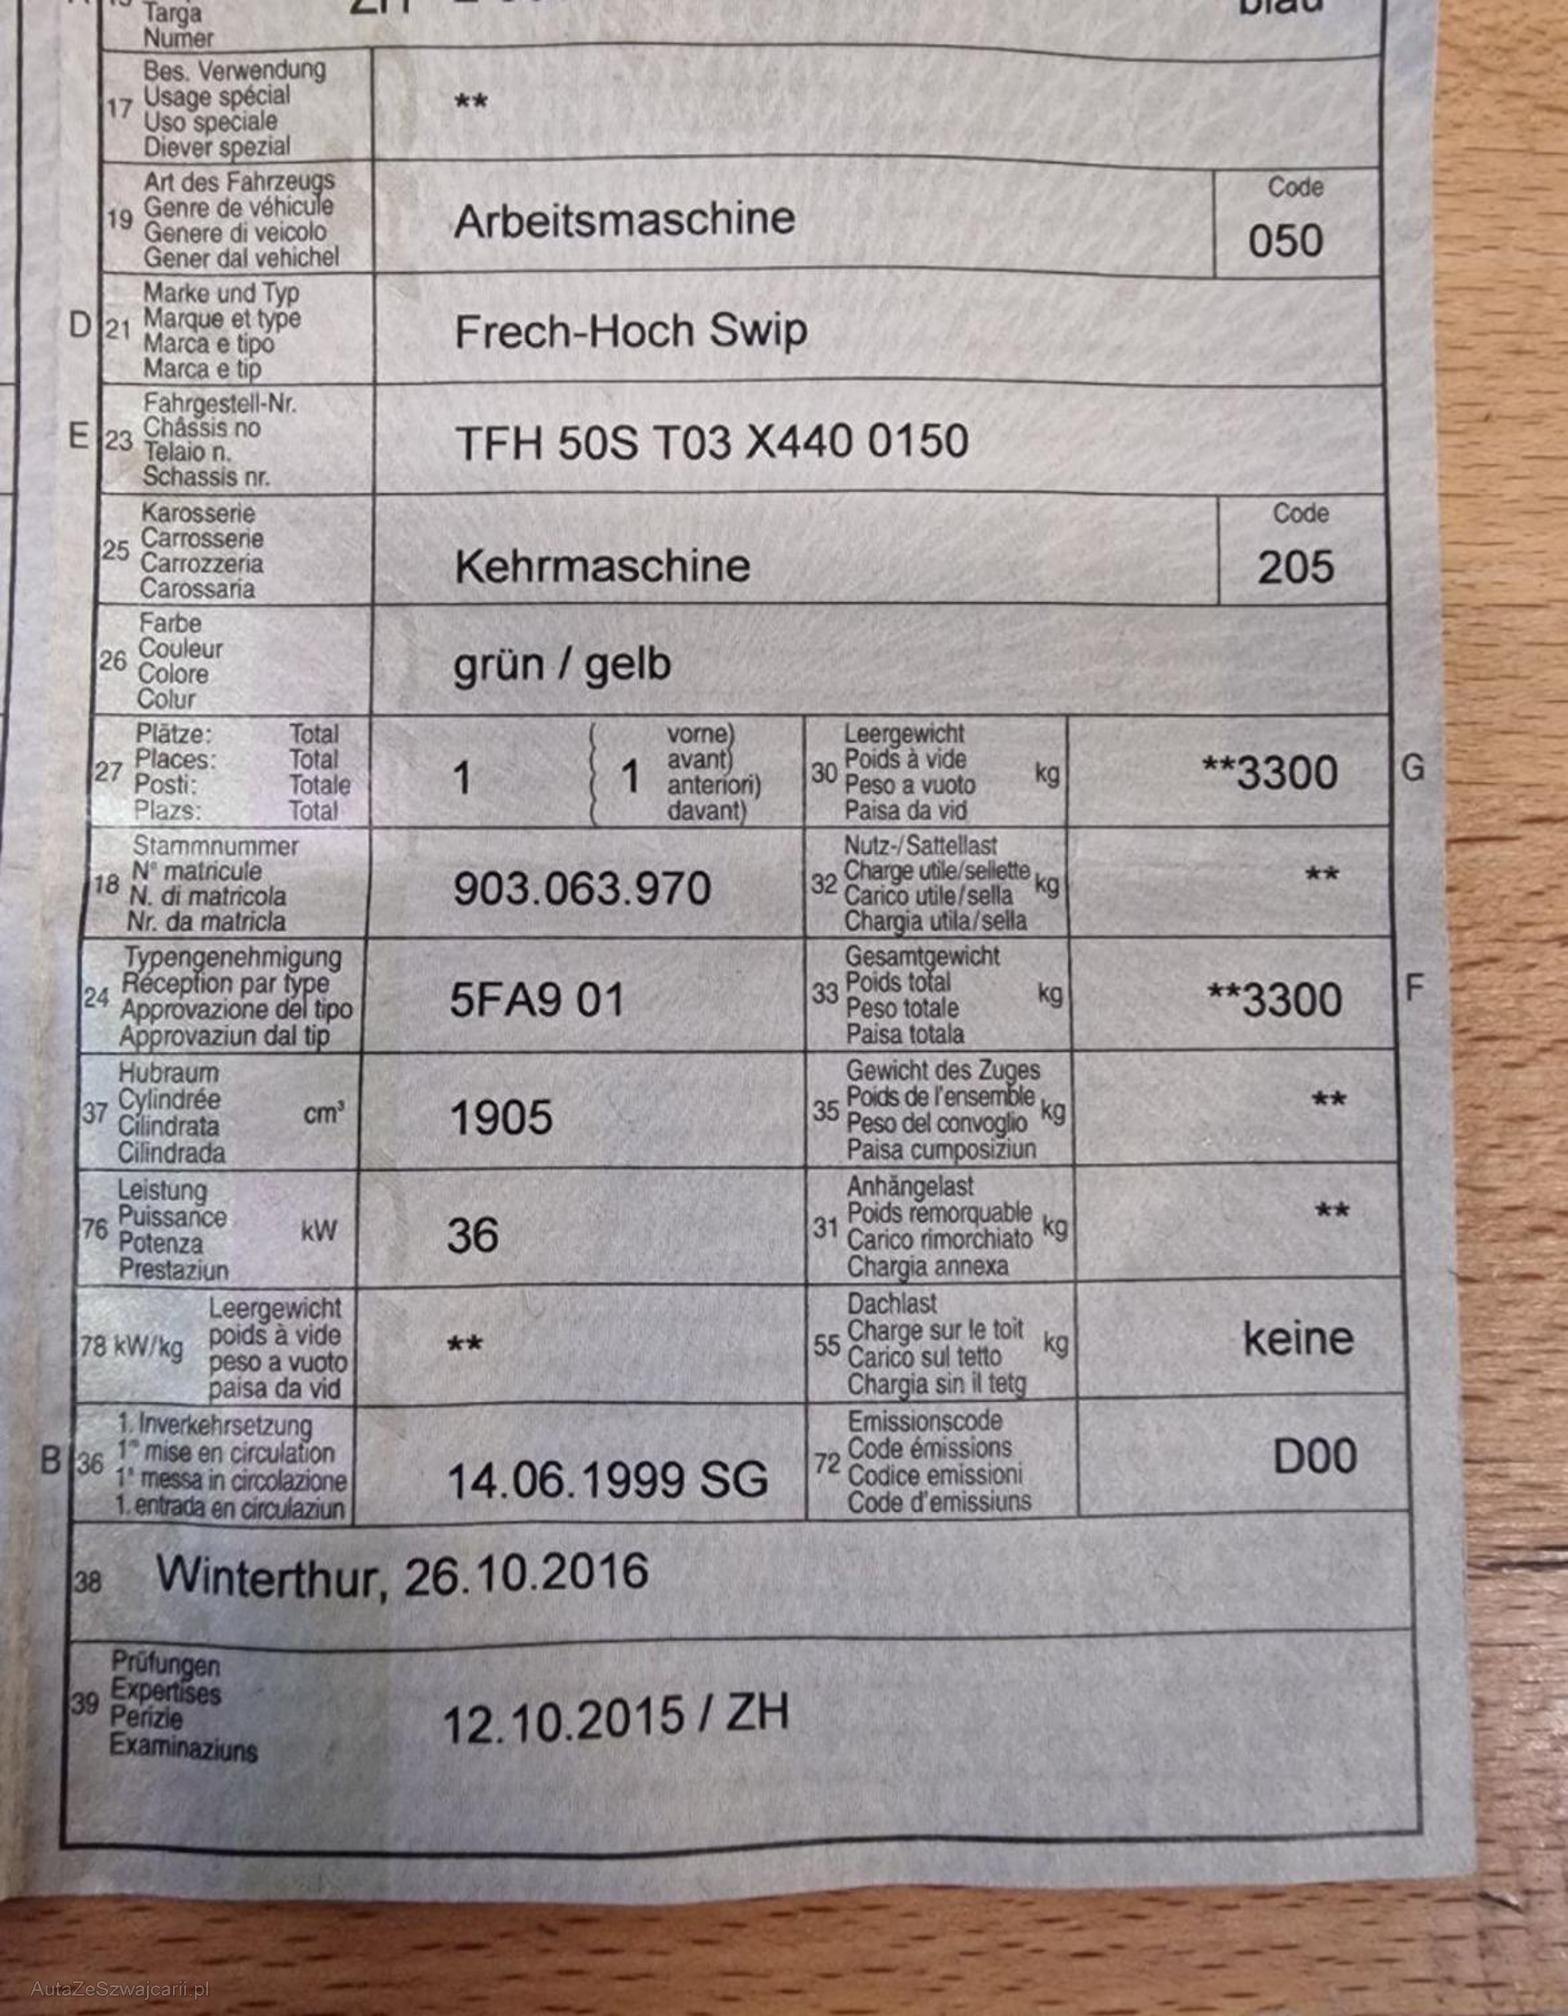 Targa
Numer
17 Bes. Verwendung
Usage spécial
Uso speciale
Diever spezial
**
19 Art des Fahrzeugs
Genre de véhicule
Genere di veicolo
Gener dal vehichel
Arbeitsmaschine
Code
050
D 21 Marke und Typ
Marque et type
Marca e tipo
Marca e tip
Frech-Hoch Swip
E 23 Fahrgestell-Nr.
Châssis no
Telaio n.
Schassis nr.
TFH 50S T03 X440 0150
25 Karosserie
Carrosserie
Carrozzeria
Carossaria
Kehrmaschine
Code
205
26 Farbe
Couleur
Colore
Colur
grün / gelb
27 Plätze: Total
Places: Total
Posti: Totale
Plazs: Total
1 ( 1 vorne)
avant)
anteriori)
davant)
30 Leergewicht
Poids à vide
Peso a vuoto
Paisa da vid
kg
**3300 G
18 Stammnummer
N° matricule
N. di matricola
Nr. da matricla
903.063.970
32 Nutz-/Sattellast
Charge utile/sellette
Carico utile/sella
Chargia utila/sella
kg
**
24 Typengenehmigung
Réception par type
Approvazione del tipo
Approvaziun dal tip
5FA9 01
33 Gesamtgewicht
Poids total
Peso totale
Paisa totala
kg
**3300 F
37 Hubraum
Cylindrée
Cilindrata
Cilindrada
cm³
1905
35 Gewicht des Zuges
Poids de l'ensemble
Peso del convoglio
Paisa cumposiziun
kg
**
76 Leistung
Puissance
Potenza
Prestaziun
kW
36
31 Anhängelast
Poids remorquable
Carico rimorchiato
Chargia annexa
kg
**
78 kW/kg Leergewicht
poids à vide
peso a vuoto
paisa da vid
**
55 Dachlast
Charge sur le toit
Carico sul tetto
Chargia sin il tetg
kg
keine
B 36 1. Inverkehrsetzung
1re mise en circulation
1a messa in circolazione
1. entrada en circulaziun
14.06.1999 SG
72 Emissionscode
Code émissions
Codice emissioni
Code d'emissiuns
D00
38 Winterthur, 26.10.2016
39 Prüfungen
Expertises
Perizie
Examinaziuns
12.10.2015 / ZH
AutaZeSzwajcarii.pl